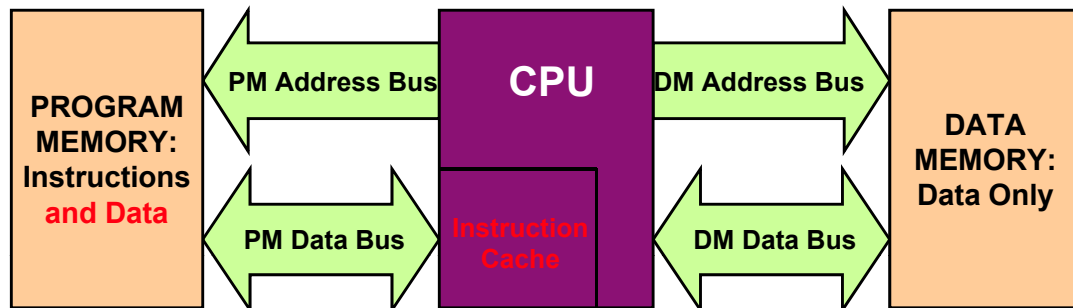 PROGRAM
MEMORY:
Instructions
and Data
PM Address Bus
PM Data Bus
CPU
Instruction
Cache
DM Address Bus
DM Data Bus
DATA
MEMORY:
Data Only